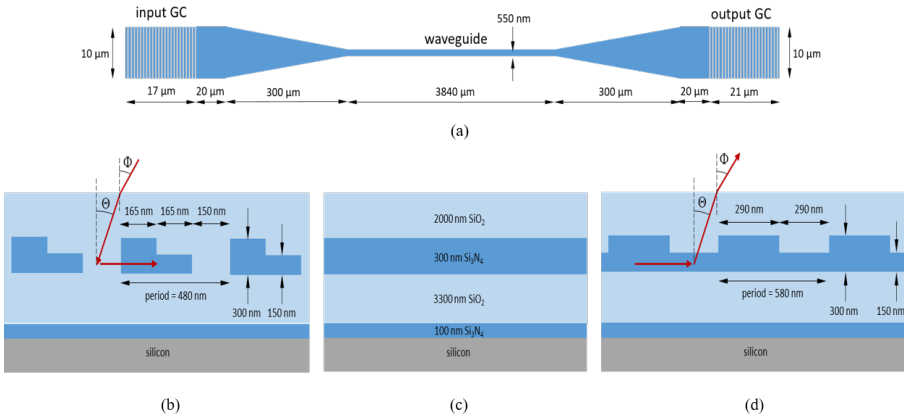 input GC
output GC
550 nm
waveguide
10 µm
10 µm
17 µm
20 µm
300 µm
3840 µm
300 µm
20 µm
21 µm
(a)
Φ
Θ
165 nm
165 nm
150 nm
period = 480 nm
300 nm
150 nm
silicon
(b)
2000 nm SiO₂
300 nm Si₃N₄
3300 nm SiO₂
100 nm Si₃N₄
silicon
(c)
Φ
Θ
290 nm
290 nm
period = 580 nm
300 nm
150 nm
silicon
(d)